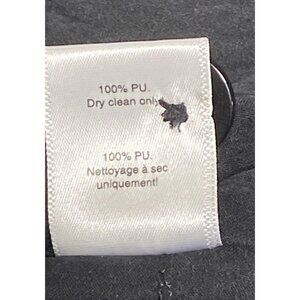 100% PU.
Dry clean only
100% PU.
Nettoyage à sec
uniquement!